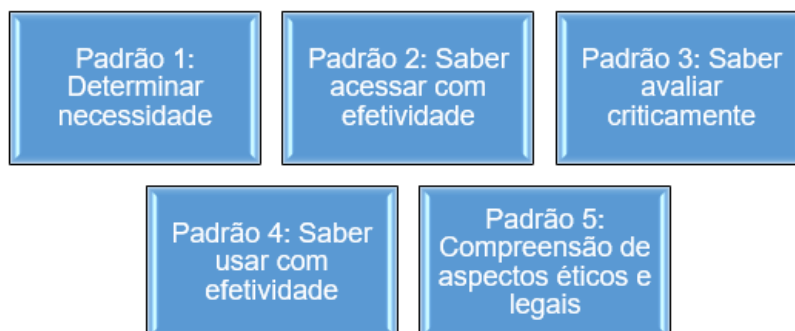 Padrão 1:
Determinar
necessidade
Padrão 2: Saber
acessar com
efetividade
Padrão 3: Saber
avaliar
criticamente
Padrão 4: Saber
usar com
efetividade
Padrão 5:
Compreensão de
aspectos éticos e
legais